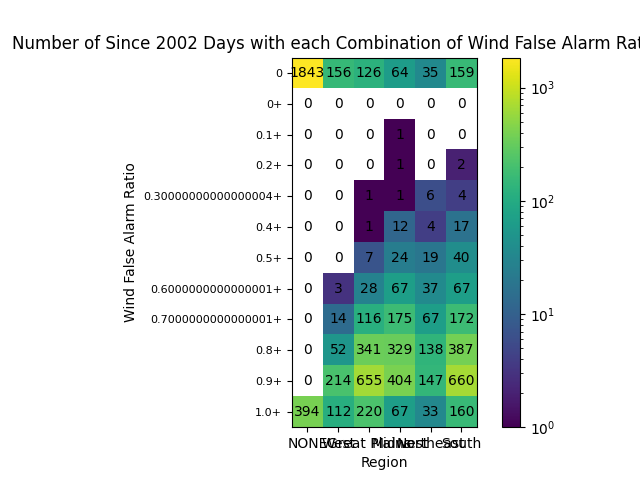 Number of Since 2002 Days with each Combination of Wind False Alarm
0 1843 156 126 64 35 159
0+ 0 0 0 0 0 0
0.1+ 0 0 0 1 0 0
0.2+ 0 0 0 1 0 2
0.30000000000000004+ 0 0 1 1 6 4
0.4+ 0 0 1 12 4 17
0.5+ 0 0 7 24 19 40
0.6000000000000001+ 0 3 28 67 37 67
0.7000000000000001+ 0 14 116 175 67 172
0.8+ 0 52 341 329 138 387
0.9+ 0 214 655 404 147 660
1.0+ 394 112 220 67 33 160
NONE West Great Plains Northeast South
Region
Wind False Alarm Ratio
10³
10²
10¹
10⁰